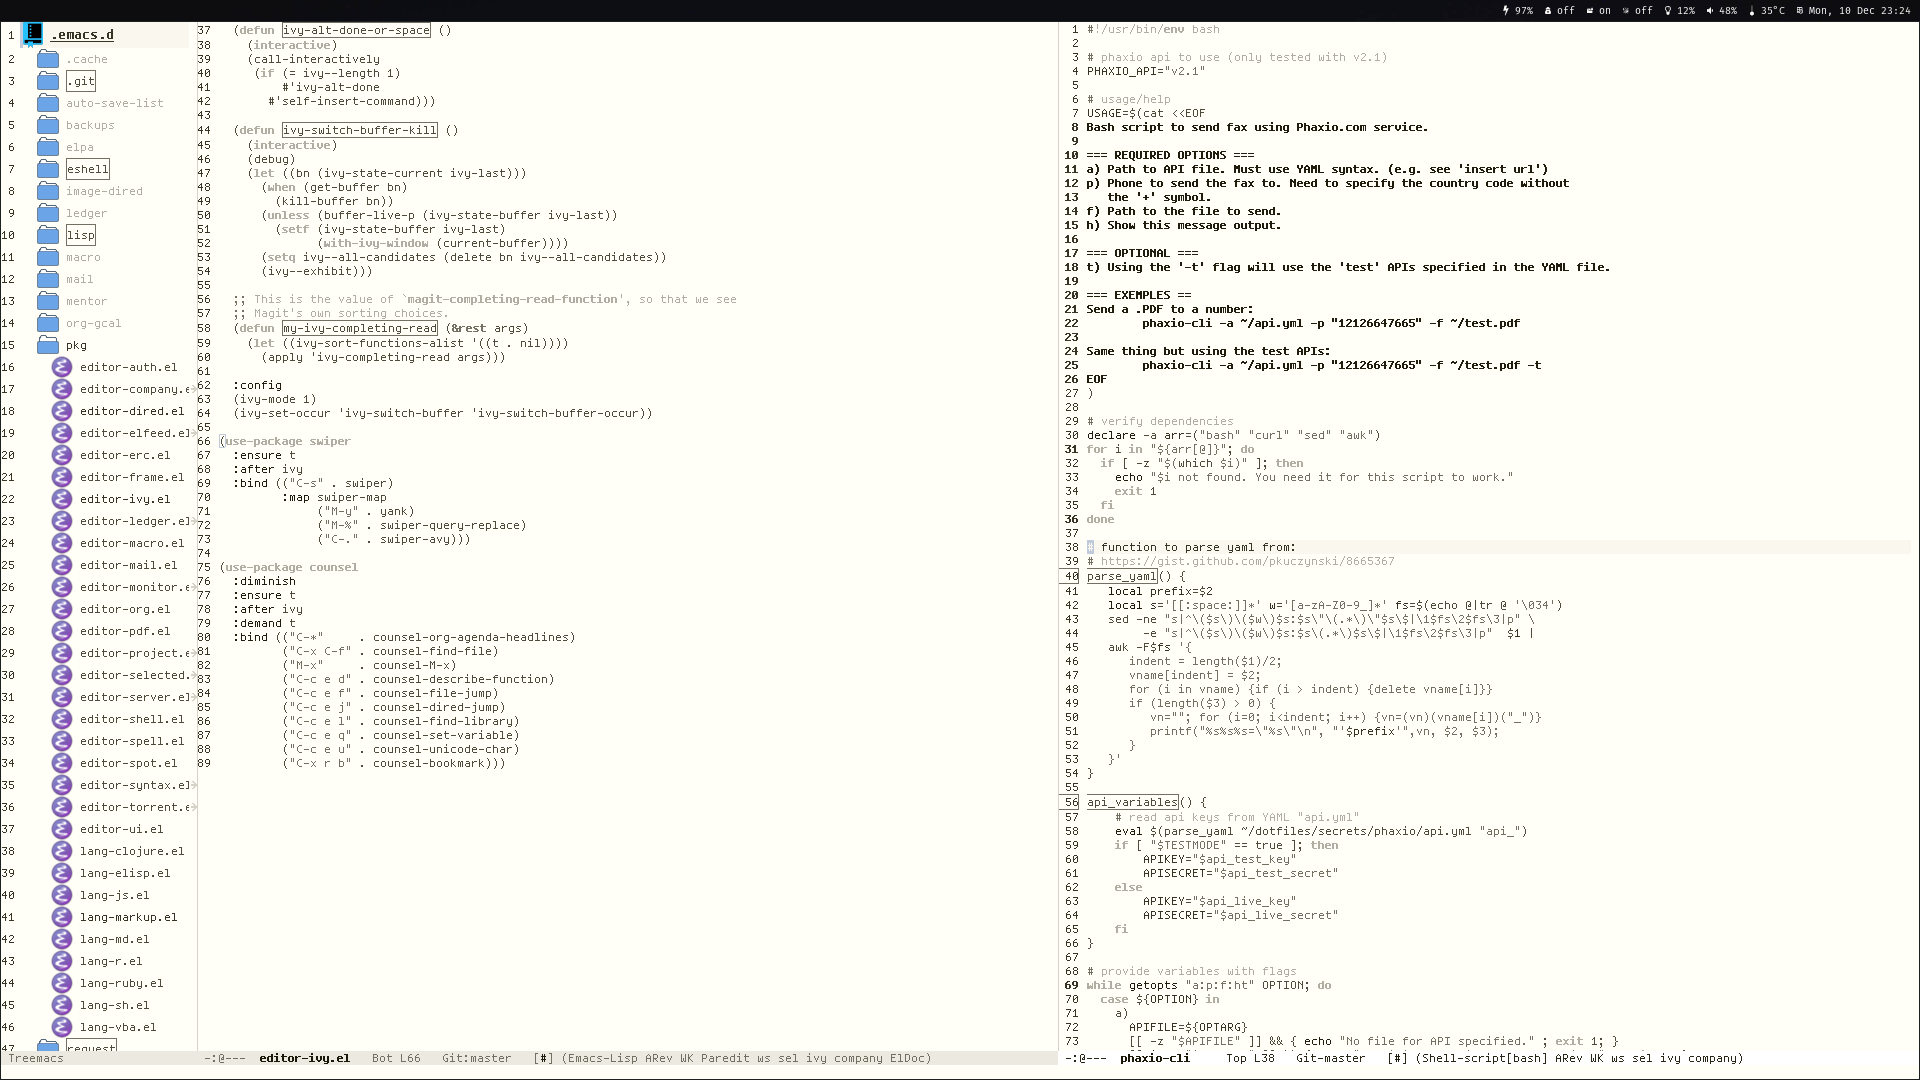 97% off on off 12% 48% 35°C Mon, 10 Dec 23:24
1 .emacs.d
2 .cache
3 .git
4 auto-save-list
5 backups
6 elpa
7 eshell
8 image-dired
9 ledger
10 lisp
11 macro
12 mail
13 mentor
14 org-gcal
15 pkg
16 editor-auth.el
17 editor-company.e
18 editor-dired.el
19 editor-elfeed.el
20 editor-erc.el
21 editor-frame.el
22 editor-ivy.el
23 editor-ledger.el
24 editor-macro.el
25 editor-mail.el
26 editor-monitor.e
27 editor-org.el
28 editor-pdf.el
29 editor-project.e
30 editor-selected.
31 editor-server.el
32 editor-shell.el
33 editor-spell.el
34 editor-spot.el
35 editor-syntax.el
36 editor-torrent.e
37 editor-ui.el
38 lang-clojure.el
39 lang-elisp.el
40 lang-js.el
41 lang-markup.el
42 lang-md.el
43 lang-r.el
44 lang-ruby.el
45 lang-sh.el
46 lang-vba.el
47 request
Treemacs
37 (defun ivy-alt-done-or-space ()
38 (interactive)
39 (call-interactively
40 (if (= ivy--length 1)
41 #'ivy-alt-done
42 #'self-insert-command)))
43
44 (defun ivy-switch-buffer-kill ()
45 (interactive)
46 (debug)
47 (let ((bn (ivy-state-current ivy-last)))
48 (when (get-buffer bn)
49 (kill-buffer bn))
50 (unless (buffer-live-p (ivy-state-buffer ivy-last))
51 (setf (ivy-state-buffer ivy-last)
52 (with-ivy-window (current-buffer))))
53 (setq ivy--all-candidates (delete bn ivy--all-candidates))
54 (ivy--exhibit)))
55
56 ;; This is the value of `magit-completing-read-function', so that we see
57 ;; Magit's own sorting choices.
58 (defun my-ivy-completing-read (&rest args)
59 (let ((ivy-sort-functions-alist '((t . nil))))
60 (apply 'ivy-completing-read args)))
61
62 :config
63 (ivy-mode 1)
64 (ivy-set-occur 'ivy-switch-buffer 'ivy-switch-buffer-occur))
65
66 (use-package swiper
67 :ensure t
68 :after ivy
69 :bind (("C-s" . swiper)
70 :map swiper-map
71 ("M-y" . yank)
72 ("M-%" . swiper-query-replace)
73 ("C-." . swiper-avy)))
74
75 (use-package counsel
76 :diminish
77 :ensure t
78 :after ivy
79 :demand t
80 :bind (("C-*" . counsel-org-agenda-headlines)
81 ("C-x C-f" . counsel-find-file)
82 ("M-x" . counsel-M-x)
83 ("C-c e d" . counsel-describe-function)
84 ("C-c e f" . counsel-file-jump)
85 ("C-c e j" . counsel-dired-jump)
86 ("C-c e l" . counsel-find-library)
87 ("C-c e q" . counsel-set-variable)
88 ("C-c e u" . counsel-unicode-char)
89 ("C-x r b" . counsel-bookmark)))
-:@--- editor-ivy.el Bot L66 Git:master [#] (Emacs-Lisp ARev WK Paredit ws sel ivy company ElDoc)
1 #!/usr/bin/env bash
2
3 # phaxio api to use (only tested with v2.1)
4 PHAXIO_API="v2.1"
5
6 # usage/help
7 USAGE=$(cat <<EOF
8 Bash script to send fax using Phaxio.com service.
9
10 === REQUIRED OPTIONS ===
11 a) Path to API file. Must use YAML syntax. (e.g. see 'insert url')
12 p) Phone to send the fax to. Need to specify the country code without
13 the '+' symbol.
14 f) Path to the file to send.
15 h) Show this message output.
16
17 === OPTIONAL ===
18 t) Using the '-t' flag will use the 'test' APIs specified in the YAML file.
19
20 === EXEMPLES ==
21 Send a .PDF to a number:
22 phaxio-cli -a ~/api.yml -p "12126647665" -f ~/test.pdf
23
24 Same thing but using the test APIs:
25 phaxio-cli -a ~/api.yml -p "12126647665" -f ~/test.pdf -t
26 EOF
27 )
28
29 # verify dependencies
30 declare -a arr=("bash" "curl" "sed" "awk")
31 for i in "${arr[@]}"; do
32 if [ -z "$(which $i)" ]; then
33 echo "$i not found. You need it for this script to work."
34 exit 1
35 fi
36 done
37
38 # function to parse yaml from:
39 # https://gist.github.com/pkuczynski/8665367
40 parse_yaml() {
41 local prefix=$2
42 local s='[[:space:]]*' w='[a-zA-Z0-9_]*' fs=$(echo @|tr @ '\034')
43 sed -ne "s|^\($s\)\($w\)$s:$s\"\(.*\)\"$s\$|\1$fs\2$fs\3|p" \
44 -e "s|^\($s\)\($w\)$s:$s\(.*\)$s\$|\1$fs\2$fs\3|p" $1 |
45 awk -F$fs '{
46 indent = length($1)/2;
47 vname[indent] = $2;
48 for (i in vname) {if (i > indent) {delete vname[i]}}
49 if (length($3) > 0) {
50 vn=""; for (i=0; i<indent; i++) {vn=(vn)(vname[i])("_")}
51 printf("%s%s%s=\"%s\"\n", "'$prefix'",vn, $2, $3);
52 }
53 }'
54 }
55
56 api_variables() {
57 # read api keys from YAML "api.yml"
58 eval $(parse_yaml ~/dotfiles/secrets/phaxio/api.yml "api_")
59 if [ "$TESTMODE" == true ]; then
60 APIKEY="$api_test_key"
61 APISECRET="$api_test_secret"
62 else
63 APIKEY="$api_live_key"
64 APISECRET="$api_live_secret"
65 fi
66 }
67
68 # provide variables with flags
69 while getopts "a:p:f:ht" OPTION; do
70 case ${OPTION} in
71 a)
72 APIFILE=${OPTARG}
73 [[ -z "$APIFILE" ]] && { echo "No file for API specified." ; exit 1; }
-:@--- phaxio-cli Top L38 Git-master [#] (Shell-script[bash] ARev WK ws sel ivy company)